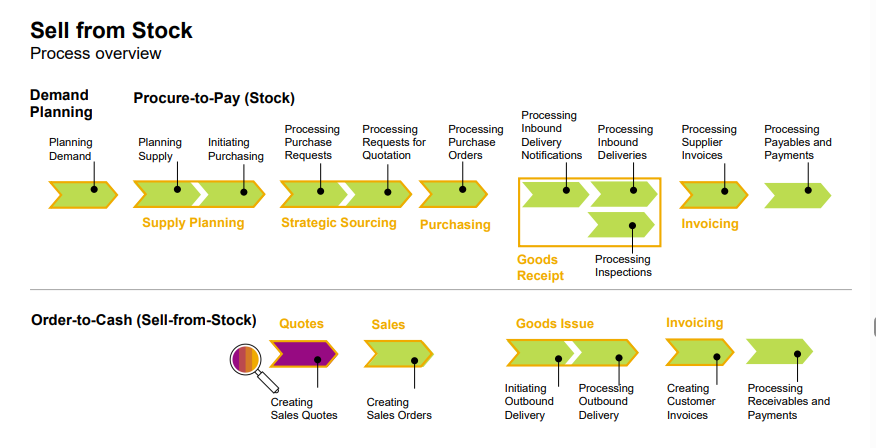 Sell from Stock
Process overview
Demand
Planning
Procure-to-Pay (Stock)
Planning
Demand
Planning
Supply
Initiating
Purchasing
Processing
Purchase
Requests
Processing
Requests for
Quotation
Processing
Purchase
Orders
Processing
Inbound
Delivery
Notifications
Processing
Inbound
Deliveries
Processing
Supplier
Invoices
Processing
Payables and
Payments
Supply Planning
Strategic Sourcing
Purchasing
Goods
Receipt
Processing
Inspections
Invoicing
Order-to-Cash (Sell-from-Stock)
Quotes
Sales
Goods Issue
Invoicing
Creating
Sales Quotes
Creating
Sales Orders
Initiating
Outbound
Delivery
Processing
Outbound
Delivery
Creating
Customer
Invoices
Processing
Receivables and
Payments